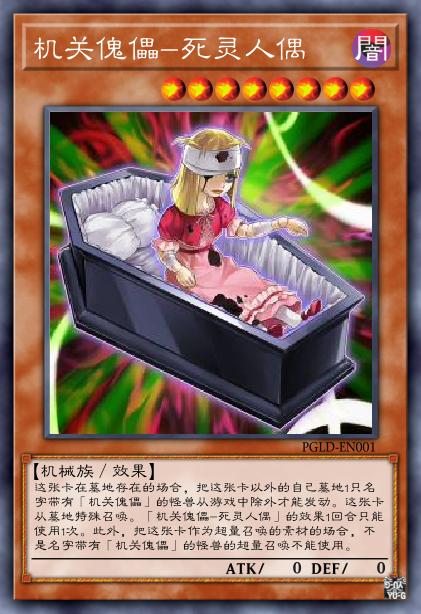 机关傀儡–死灵人偶
闇
PGLD-EN001
【机械族 / 效果】
这张卡在墓地存在的场合，把这张卡以外的自己墓地1只名
字带有「机关傀儡」的怪兽从游戏中除外才能发动。这张卡
从墓地特殊召唤。「机关傀儡-死灵人偶」的效果1回合只能
使用1次。此外，把这张卡作为超量召唤的素材的场合，不
是名字带有「机关傀儡」的怪兽的超量召唤不能使用。
ATK/ 0 DEF/ 0